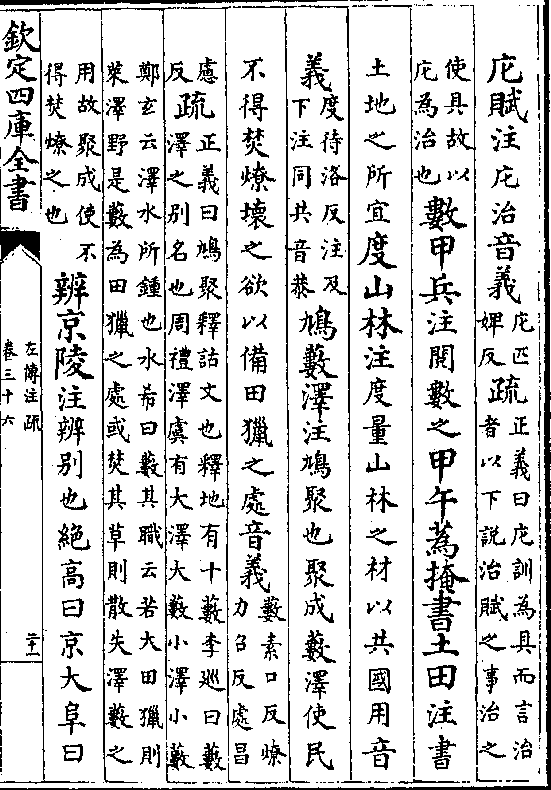 庀賦注庀治音義庀匹婢反疏正義曰庀訓為具而言治者以下説治賦之事治之
使具故以庀為治也數甲兵注閱數之甲午蒍掩書土田注書
土地之所宜度山林注度量山林之材以共國用音
義度待洛反注及下注同共音恭鳩藪澤注鳩聚也聚成藪澤使民
不得焚燎壞之欲以備田獵之處音義藪素口反燎力召反處昌
慮反疏正義曰鳩聚釋詁文也釋地有十藪李巡曰藪澤之别名也周禮澤虞有大澤大藪小澤小藪
鄭玄云澤水所鍾也水希曰藪其職云若大田獵則萊澤野是藪為田獵之處或焚其草則散失澤藪之
用故聚成使不得焚燎之也辨京陵注辨别也絶高曰京大阜曰
欽定四庫全書
左傳注疏
卷三十六
二十一